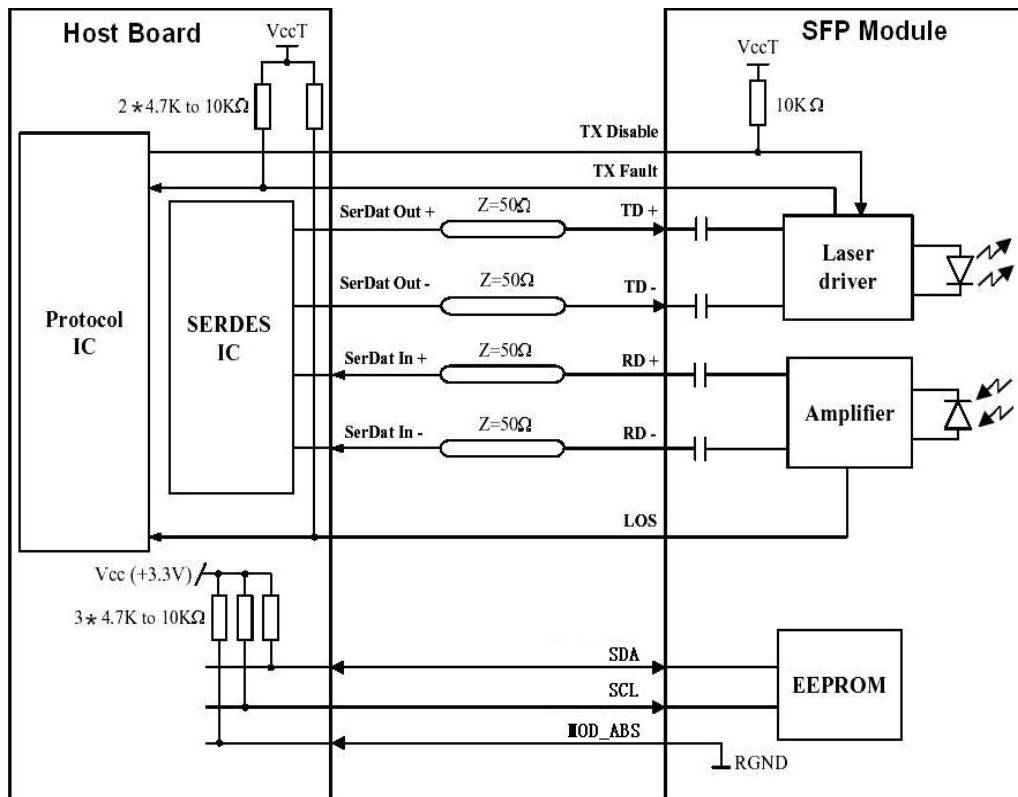 Host Board
SFP Module
VccT
VccT
2*4.7K to 10KΩ
10KΩ
TX Disable
TX Fault
SerDat Out +
Z=50Ω
TD +
Laser driver
SerDat Out -
Z=50Ω
TD -
Protocol IC
SERDES IC
SerDat In +
Z=50Ω
RD +
Amplifier
SerDat In -
Z=50Ω
RD -
LOS
Vcc (+3.3V)
3*4.7K to 10KΩ
SDA
EEPROM
SCL
MOD_ABS
RGND